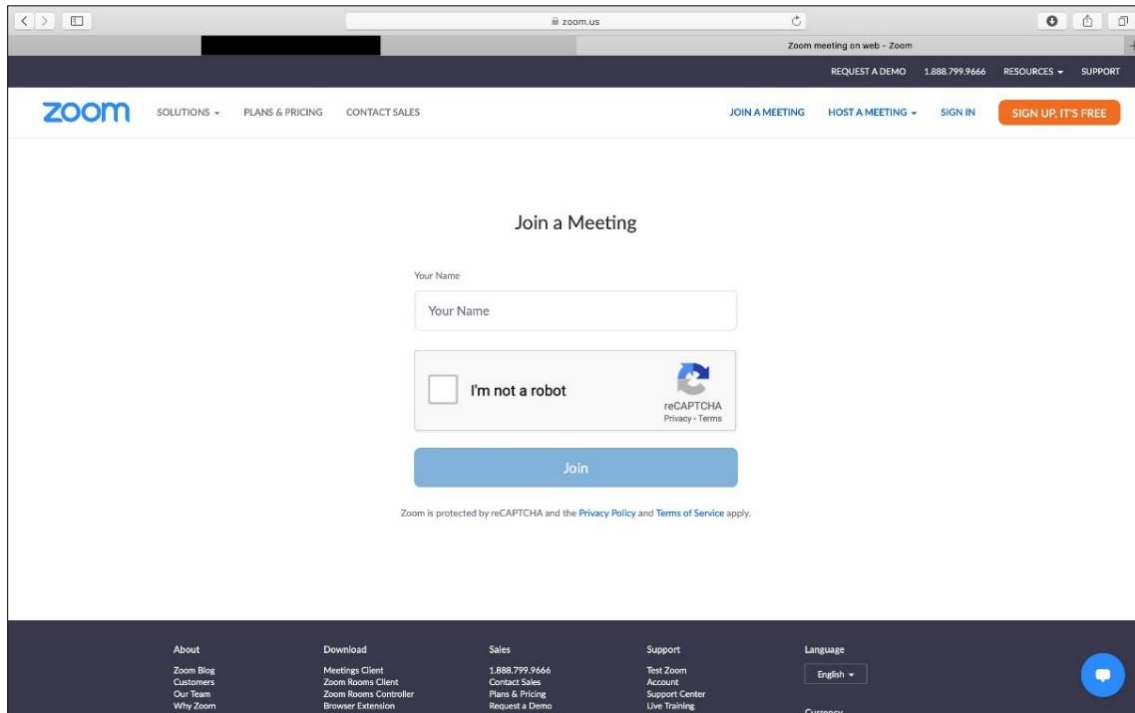 zoom.us
Zoom meeting on web - Zoom
REQUEST A DEMO 1.888.799.9666 RESOURCES SUPPORT
zoom SOLUTIONS PLANS & PRICING CONTACT SALES JOIN A MEETING HOST A MEETING SIGN IN SIGN UP, IT'S FREE
Join a Meeting
Your Name
Your Name
I'm not a robot
reCAPTCHA
Privacy - Terms
Join
Zoom is protected by reCAPTCHA and the Privacy Policy and Terms of Service apply.
About Download Sales Support Language
Zoom Blog Meetings Client 1.888.799.9666 Test Zoom English
Customers Zoom Rooms Client Contact Sales Account
Our Team Zoom Rooms Controller Plans & Pricing Support Center
Why Zoom Browser Extension Request a Demo Live Training
Currency